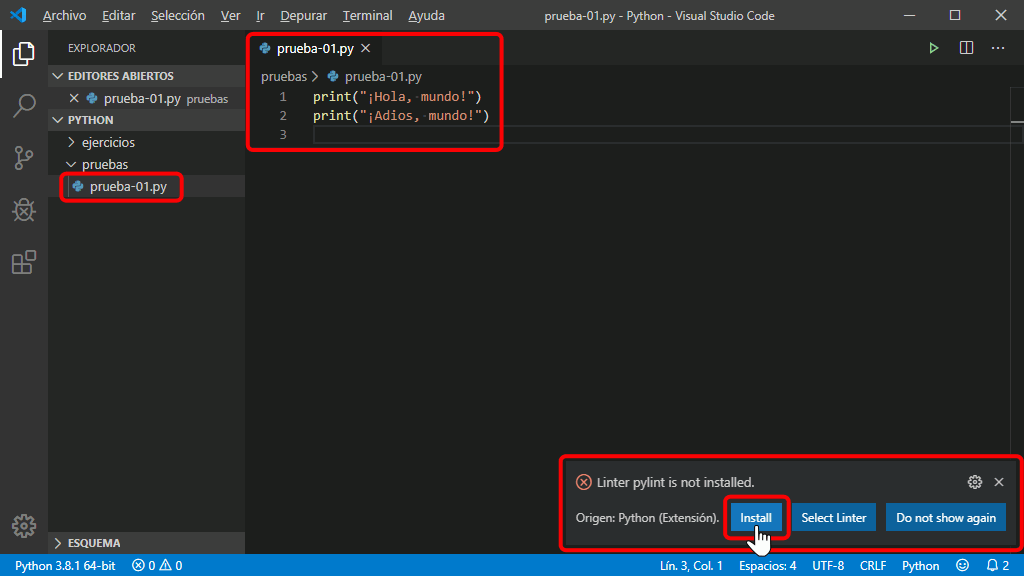 Archivo Editar Selección Ver Ir Depurar Terminal Ayuda prueba-01.py - Python - Visual Studio Code
EXPLORADOR
EDITORES ABIERTOS
prueba-01.py pruebas
PYTHON
ejercicios
pruebas
prueba-01.py
ESQUEMA
prueba-01.py
pruebas > prueba-01.py
1 print("¡Hola, mundo!")
2 print("¡Adios, mundo!")
3
Linter pylint is not installed.
Origen: Python (Extensión). Install Select Linter Do not show again
Python 3.8.1 64-bit 0 0 Lín. 3, Col. 1 Espacios: 4 UTF-8 CRLF Python 2